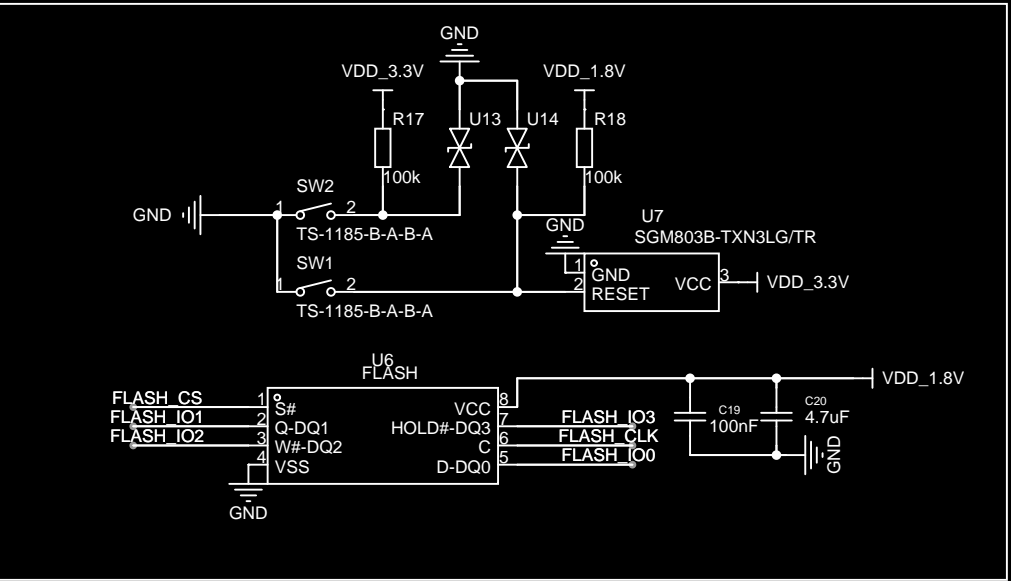 GND
VDD_3.3V
VDD_1.8V
R17
U13
U14
R18
100k
100k
SW2
GND
1
2
TS-1185-B-A-B-A
SW1
1
2
TS-1185-B-A-B-A
GND
U7
SGM803B-TXN3LG/TR
1
GND
2
RESET
VCC
3
VDD_3.3V
U6
FLASH
FLASH_CS
1
S#
FLASH_IO1
2
Q-DQ1
FLASH_IO2
3
W#-DQ2
4
VSS
GND
VCC
8
HOLD#-DQ3
7
FLASH_IO3
C
6
FLASH_CLK
D-DQ0
5
FLASH_IO0
VDD_1.8V
C19
100nF
C20
4.7uF
GND